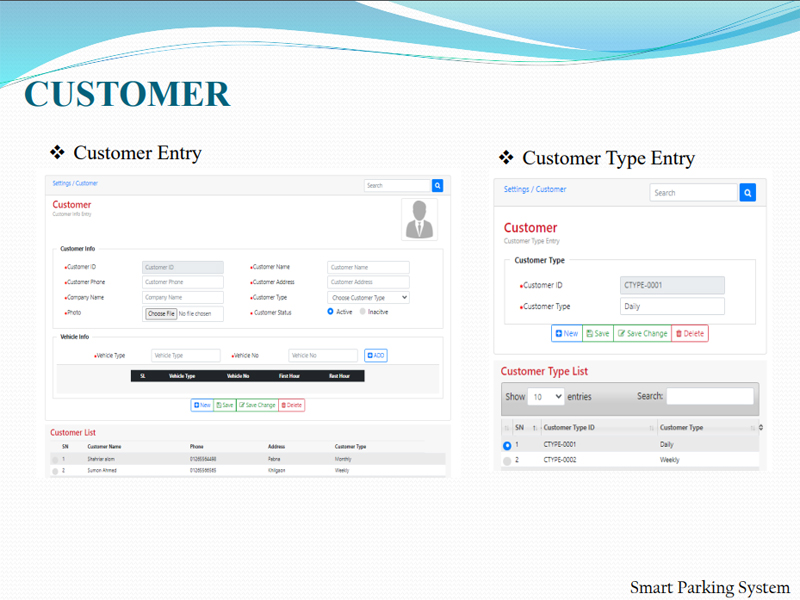 CUSTOMER
❖ Customer Entry
Settings / Customer
Search
Customer
Customer Info Entry
Customer Info
*Customer ID Customer ID *Customer Name Customer Name
*Customer Phone Customer Phone *Customer Address Customer Address
*Company Name Company Name *Customer Type Choose Customer Type
*Photo Choose File No file chosen *Customer Status Active Inactive
Vehicle Info
*Vehicle Type Vehicle Type *Vehicle No Vehicle No ADD
SL Vehicle Type Vehicle No First Hour Rest Hour
New Save Save Change Delete
Customer List
SN Customer Name Phone Address Customer Type
1 Shahriar alom Pabna Monthly
2 Sumon Ahmed Weekly
❖ Customer Type Entry
Settings / Customer
Search
Customer
Customer Type Entry
Customer Type
*Customer ID CTYPE-0001
*Customer Type Daily
New Save Save Change Delete
Customer Type List
Show 10 entries Search:
SN Customer Type ID Customer Type
1 CTYPE-0001 Daily
2 CTYPE-0002 Weekly
Smart Parking System